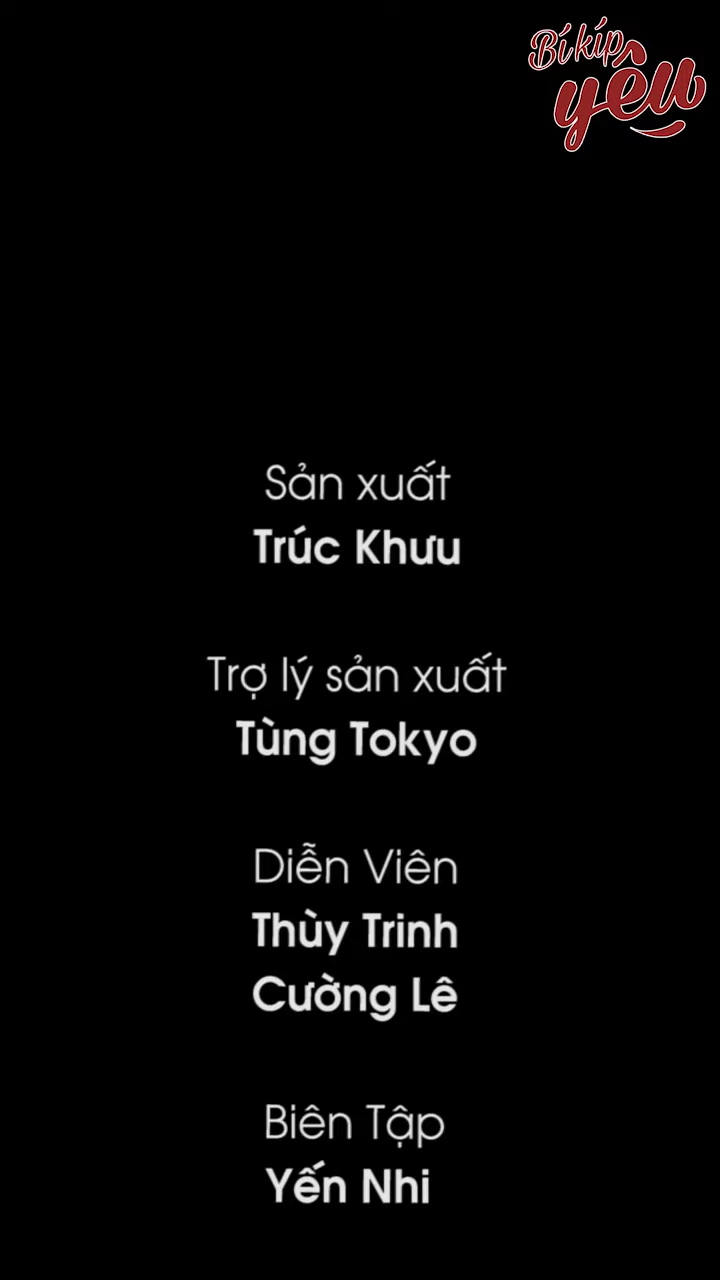 Bí kíp
yêu
Sản xuất
Trúc Khưu
Trợ lý sản xuất
Tùng Tokyo
Diễn Viên
Thùy Trinh
Cường Lê
Biên Tập
Yến Nhi